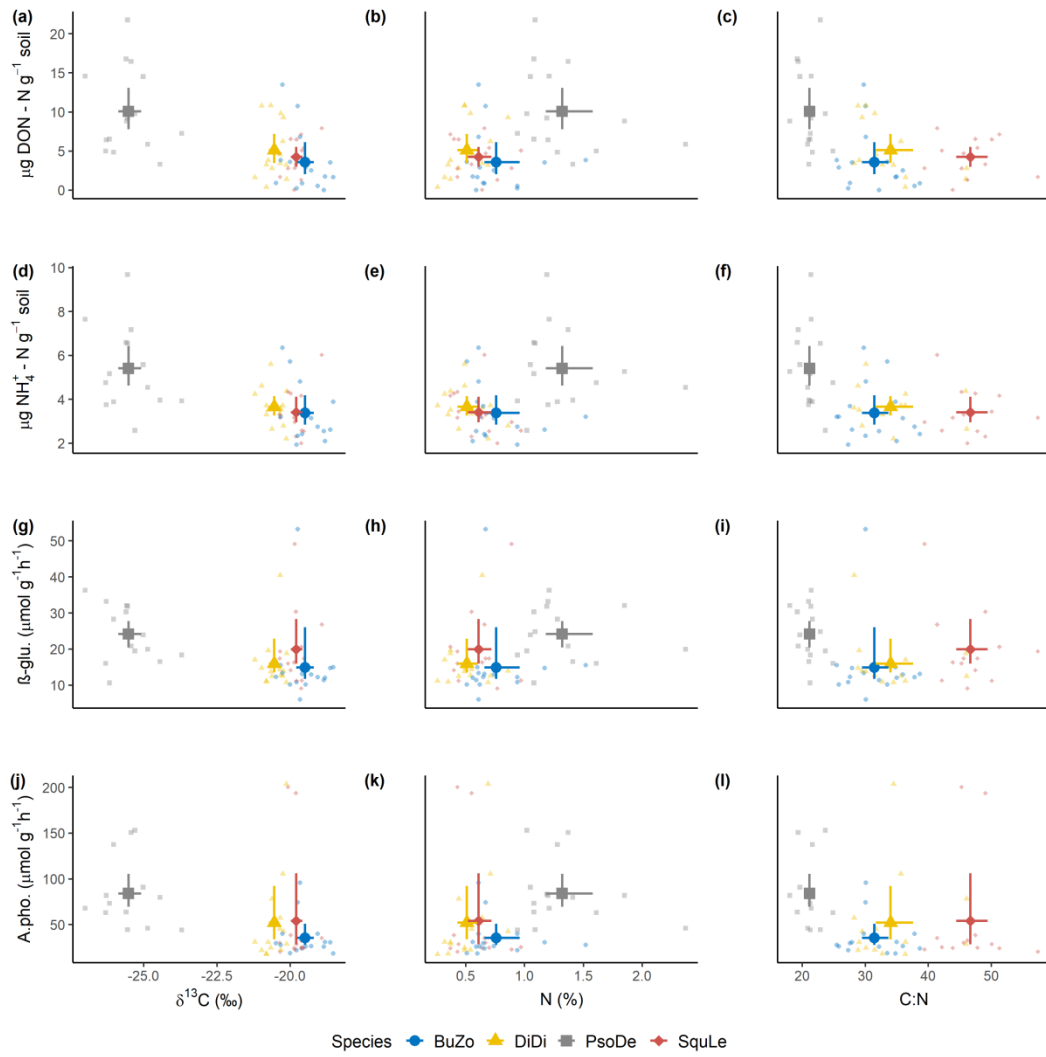 (a) (b) (c)
µg DON - N g⁻¹ soil
20
15
10
5
0
(d) (e) (f)
µg NH₄⁺ - N g⁻¹ soil
10
8
6
4
2
(g) (h) (i)
ß-glu. (µmol g⁻¹h⁻¹)
50
40
30
20
10
(j) (k) (l)
A.pho. (µmol g⁻¹h⁻¹)
200
150
100
50
-25.0 -22.5 -20.0 0.5 1.0 1.5 2.0 20 30 40 50
δ¹³C (‰) N (%) C:N
Species BuZo DiDi PsoDe SquLe